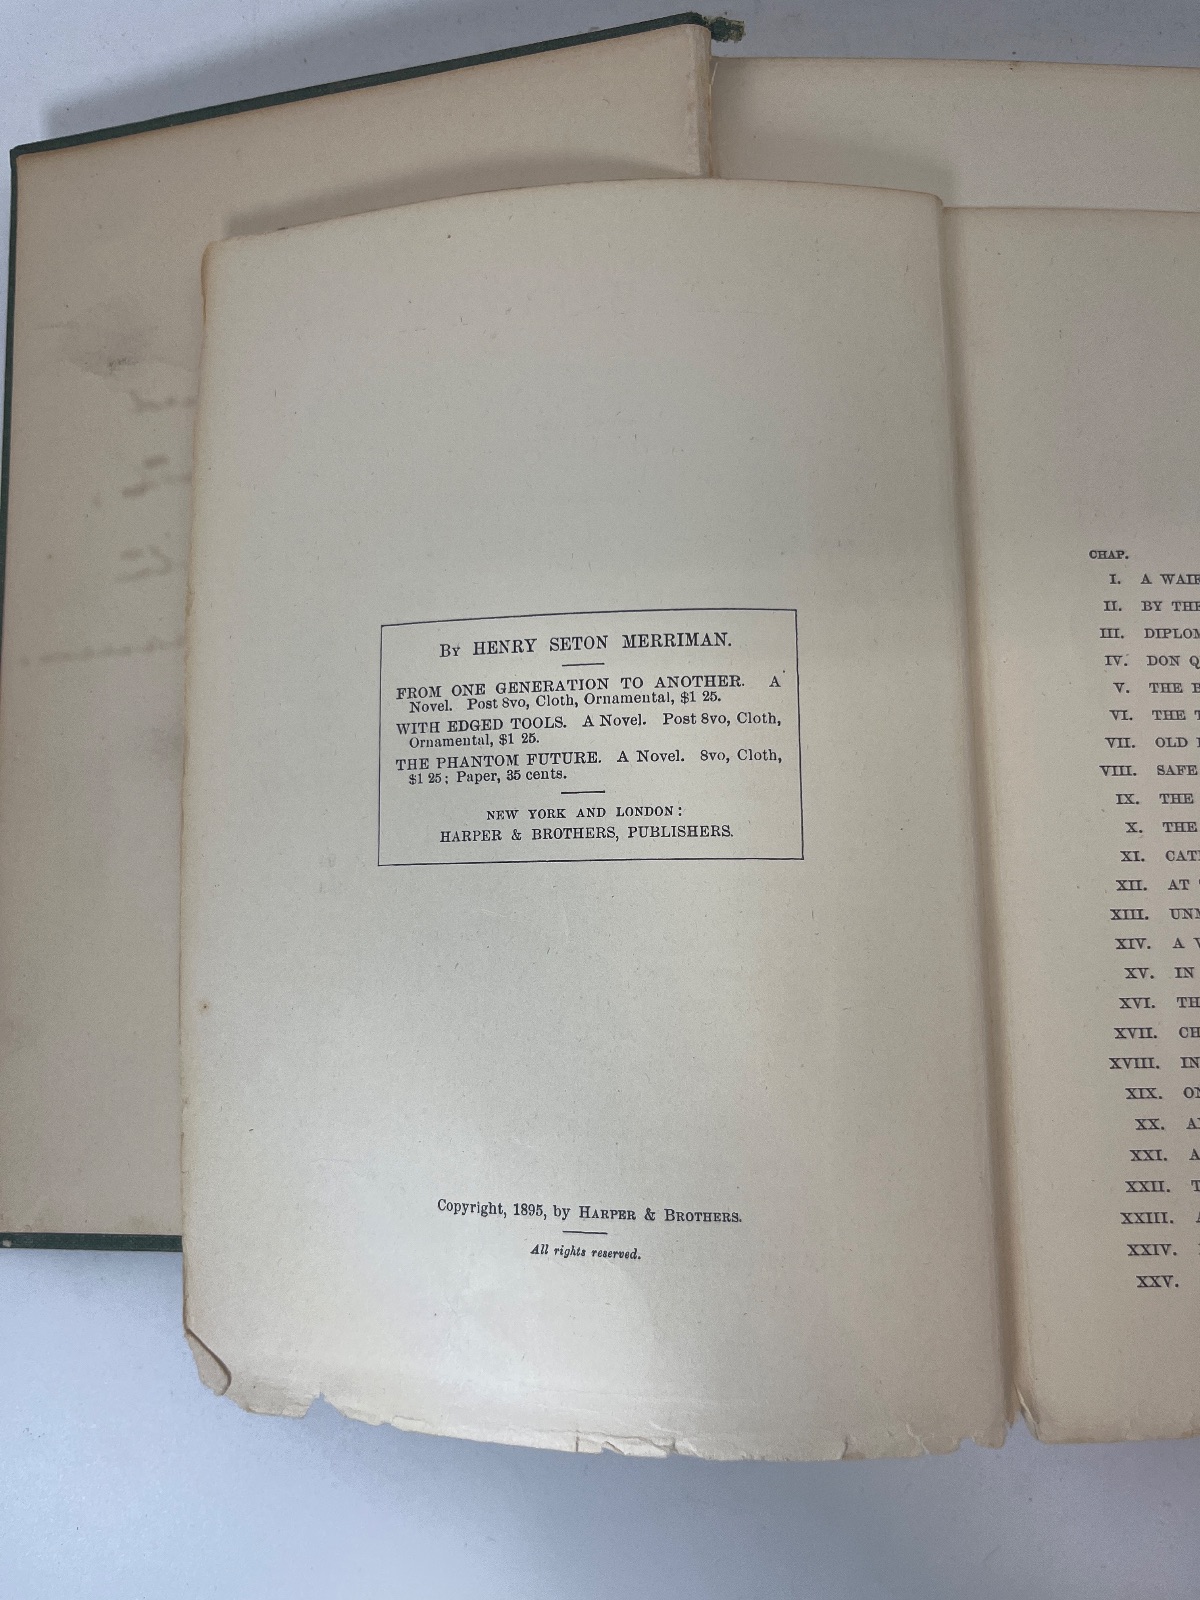 By HENRY SETON MERRIMAN.
FROM ONE GENERATION TO ANOTHER. A
Novel. Post 8vo, Cloth, Ornamental, $1 25.
WITH EDGED TOOLS. A Novel. Post 8vo, Cloth,
Ornamental, $1 25.
THE PHANTOM FUTURE. A Novel. 8vo, Cloth,
$1 25; Paper, 35 cents.
NEW YORK AND LONDON:
HARPER & BROTHERS, PUBLISHERS.
Copyright, 1895, by HARPER & BROTHERS.
All rights reserved.
CHAP.
I. A
II. BY THE
III.
IV. DON
V. THE
VI. THE
VII. OLD
VIII. SAFE
IX. THE
X. THE
XI.
XII. AT
XIII.
XIV. A
XV. IN
XVI.
XVII.
XVIII.
XIX.
XX.
XXI.
XXII.
XXIII.
XXIV.
XXV.